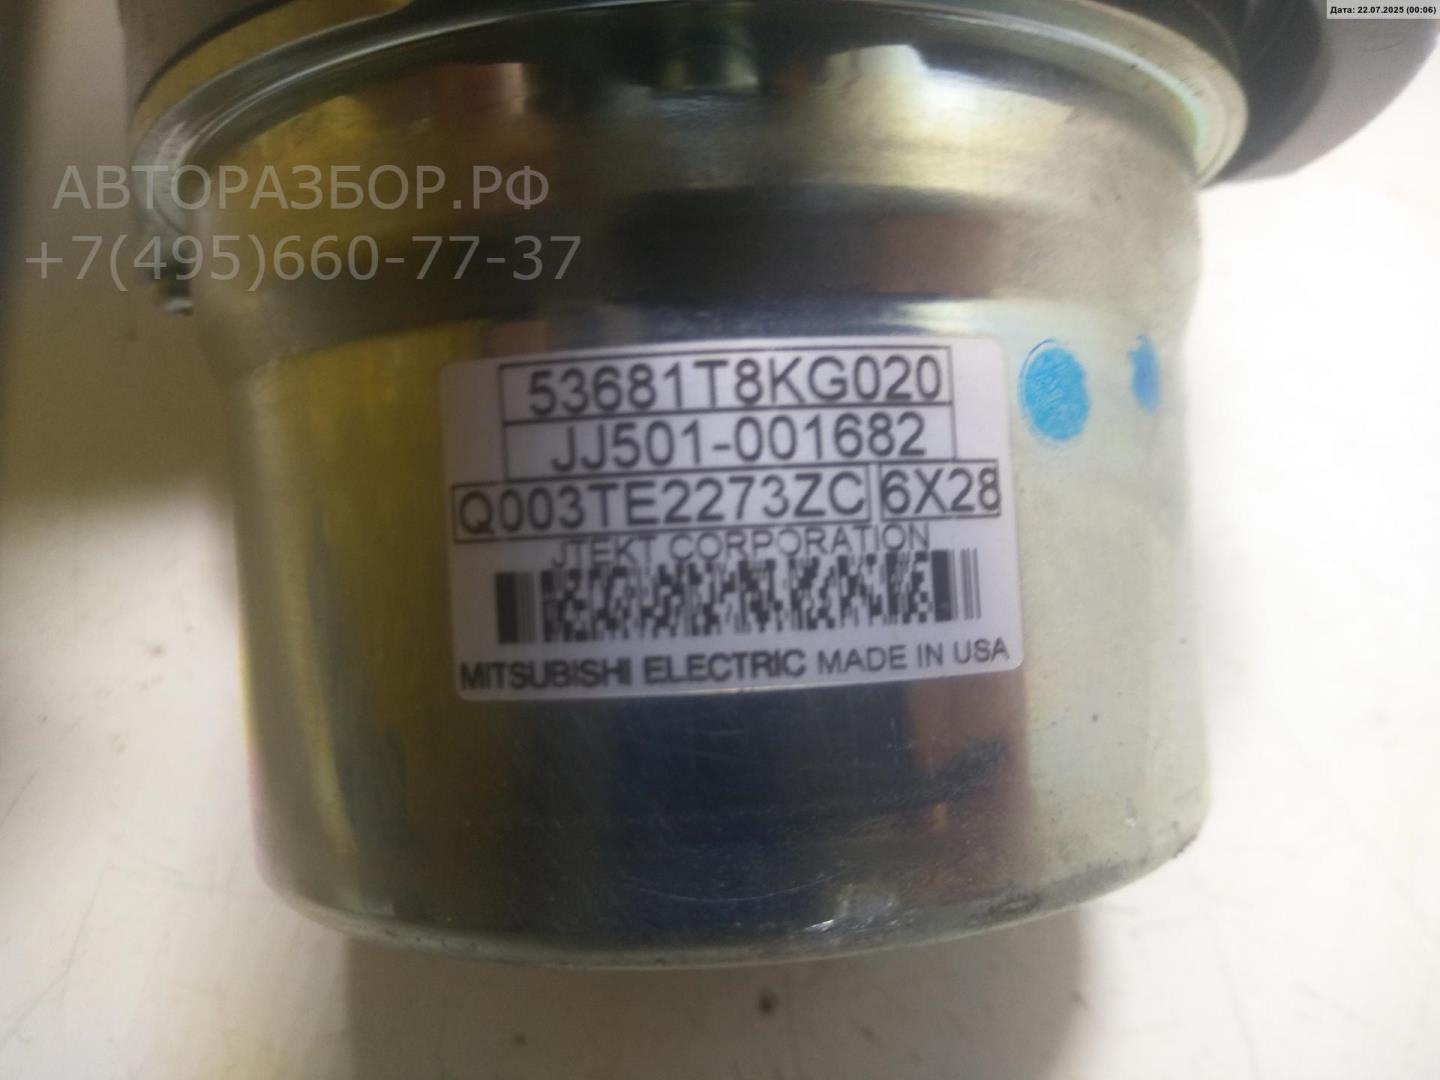 Дата: 22.07.2025 (00:06)
АВТОРАЗБОР.РФ
+7(495)660-77-37
53681T8KG020
JJ501-001682
Q003TE2273ZC 6X28
JTEKT CORPORATION
MITSUBISHI ELECTRIC MADE IN USA